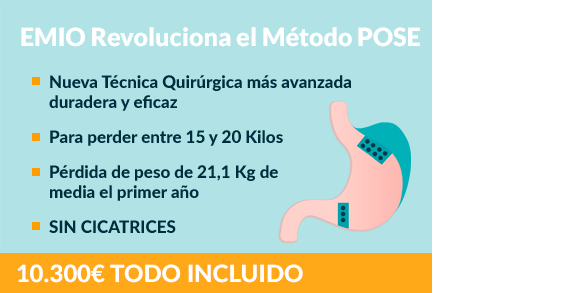 EMIO Revoluciona el Método POSE
Nueva Técnica Quirúrgica más avanzada
duradera y eficaz
Para perder entre 15 y 20 Kilos
Pérdida de peso de 21,1 Kg de
media el primer año
SIN CICATRICES
10.300€ TODO INCLUIDO